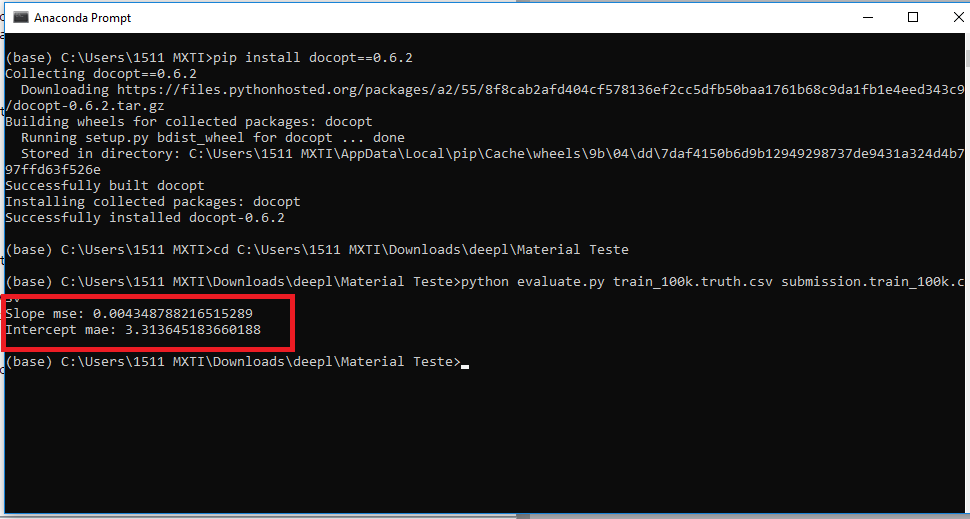 Anaconda Prompt
(base) C:\Users\1511 MXTI>pip install docopt==0.6.2
Collecting docopt==0.6.2
  Downloading https://files.pythonhosted.org/packages/a2/55/8f8cab2afd404cf578136ef2cc5dfb50baa1761b68c9da1fb1e4eed343c9
/docopt-0.6.2.tar.gz
Building wheels for collected packages: docopt
  Running setup.py bdist_wheel for docopt ... done
  Stored in directory: C:\Users\1511 MXTI\AppData\Local\pip\Cache\wheels\9b\04\dd\7daf4150b6d9b12949298737de9431a324d4b7
97ffd63f526e
Successfully built docopt
Installing collected packages: docopt
Successfully installed docopt-0.6.2
(base) C:\Users\1511 MXTI>cd C:\Users\1511 MXTI\Downloads\deepl\Material Teste
(base) C:\Users\1511 MXTI\Downloads\deepl\Material Teste>python evaluate.py train_100k.truth.csv submission.train_100k.c
sv
Slope mse: 0.004348788216515289
Intercept mae: 3.313645183660188
(base) C:\Users\1511 MXTI\Downloads\deepl\Material Teste>